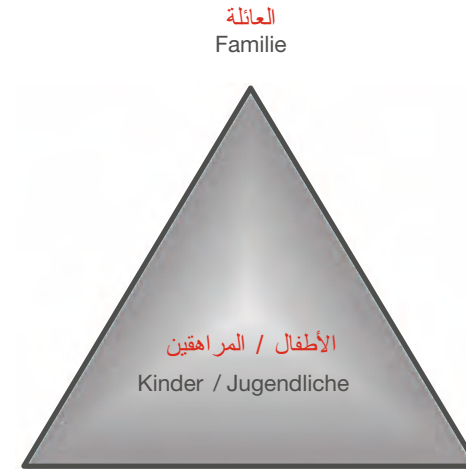 العائلة
Familie
الأطفال / المراهقين
Kinder / Jugendliche